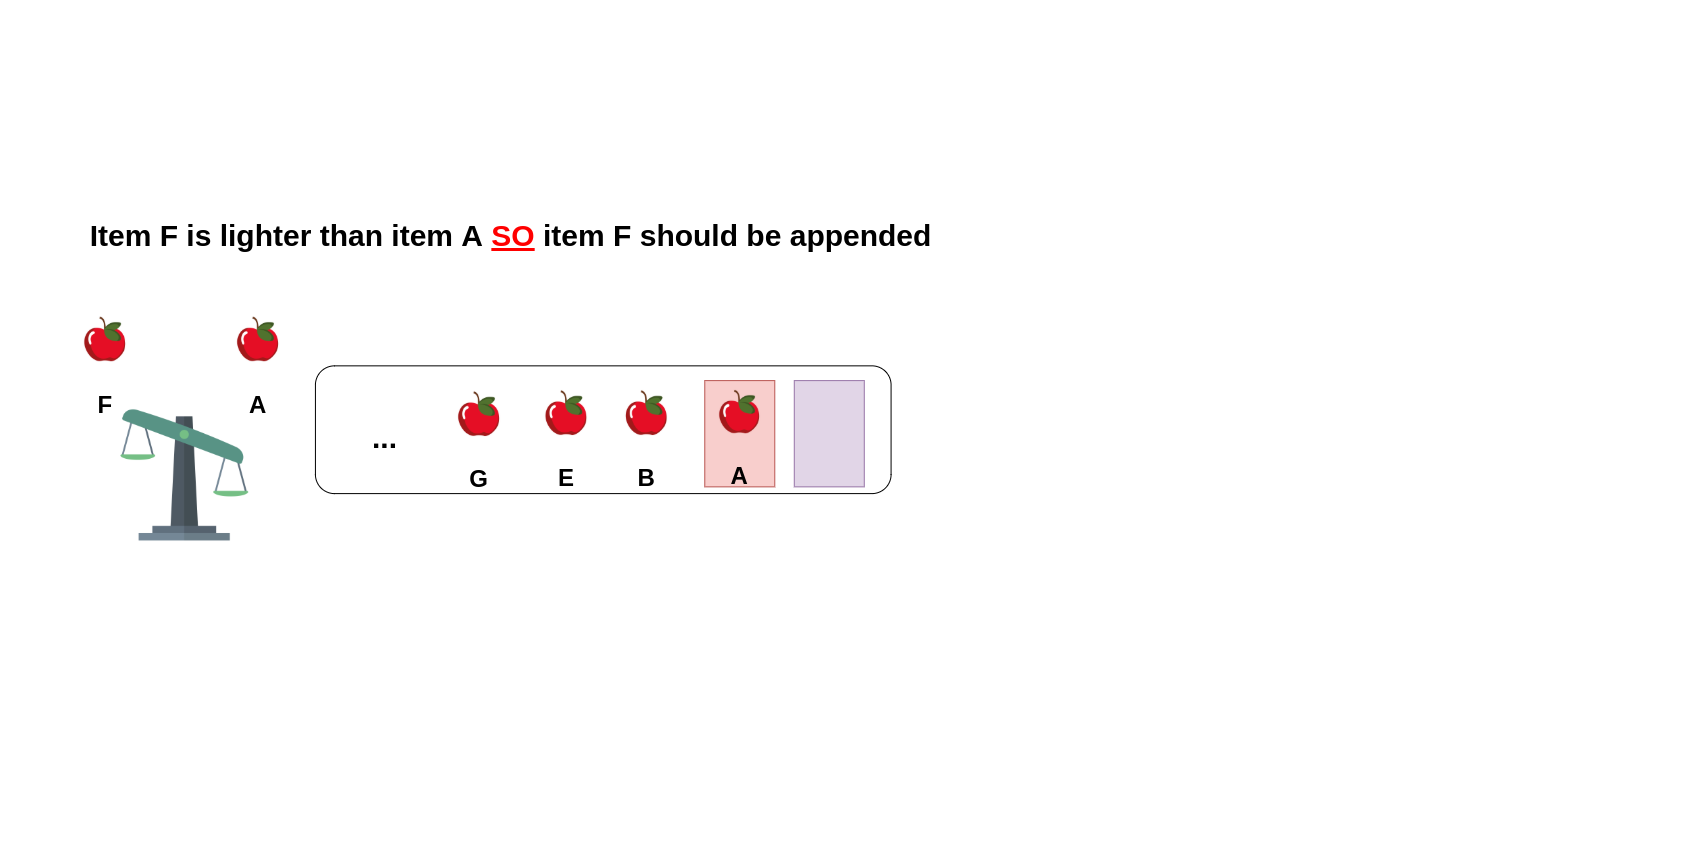 Item F is lighter than item A SO item F should be appended
F A
... G E B A